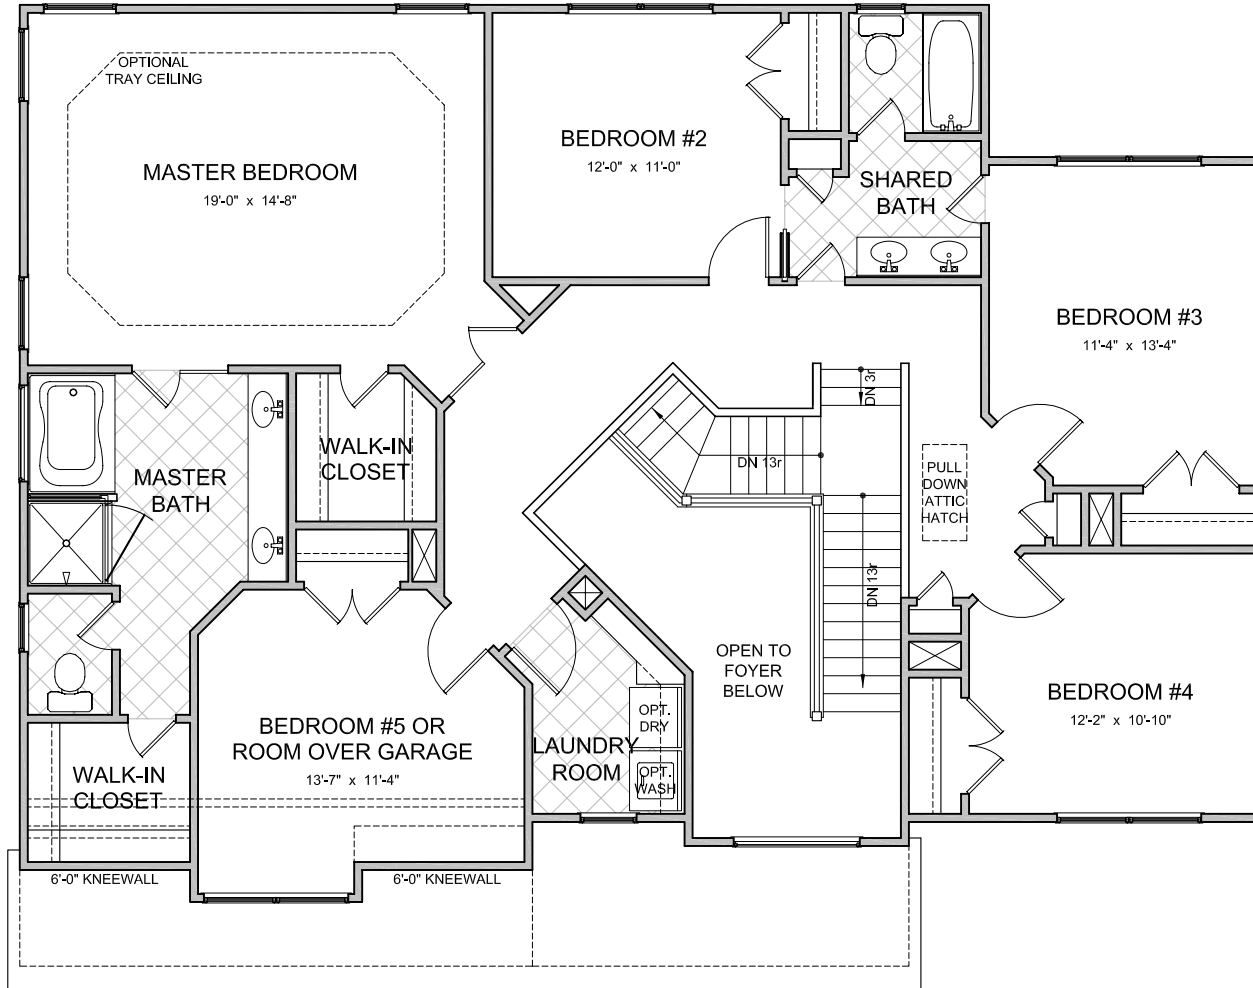 OPTIONAL
TRAY CEILING
MASTER BEDROOM
19'-0" x 14'-8"
BEDROOM #2
12'-0" x 11'-0"
SHARED
BATH
BEDROOM #3
11'-4" x 13'-4"
WALK-IN
CLOSET
MASTER
BATH
DN 3r
DN 13r
PULL
DOWN
ATTIC
HATCH
DN 13r
OPEN TO
FOYER
BELOW
BEDROOM #4
12'-2" x 10'-10"
BEDROOM #5 OR
ROOM OVER GARAGE
13'-7" x 11'-4"
LAUNDRY
ROOM
OPT.
DRY
OPT.
WASH
WALK-IN
CLOSET
6'-0" KNEEWALL
6'-0" KNEEWALL